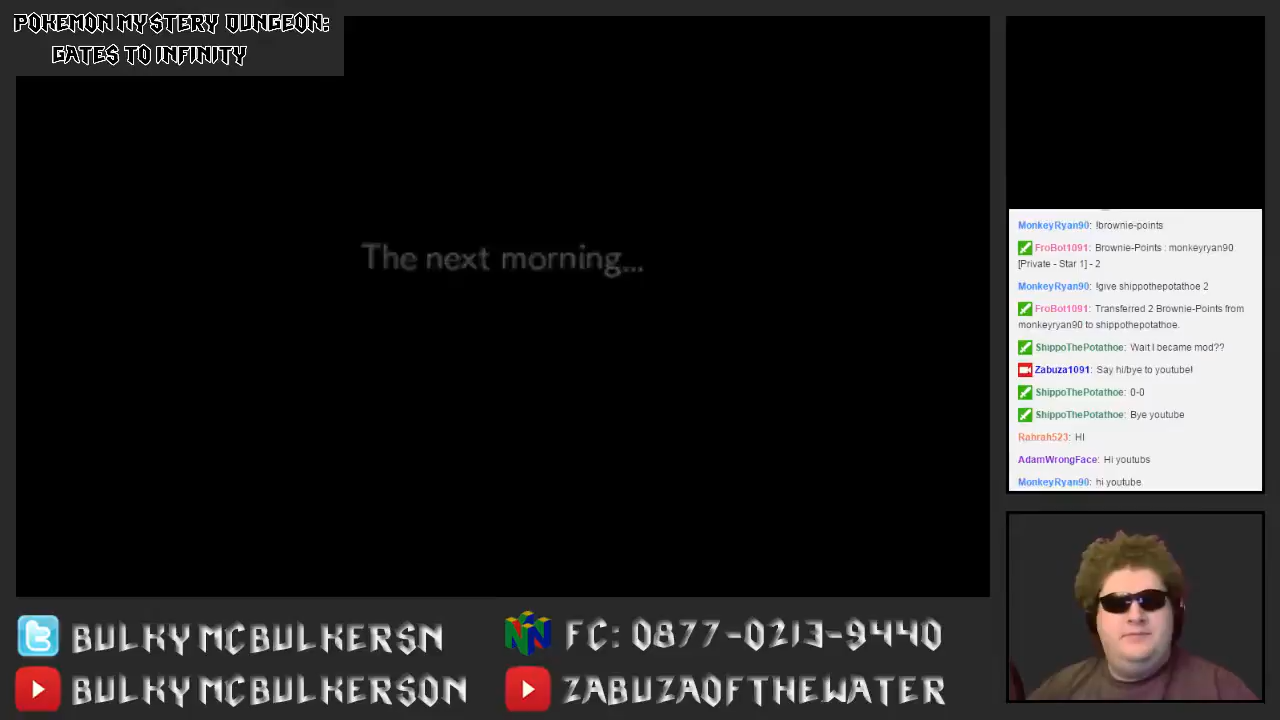 POKEMON MYSTERY DUNGEON:
GATES TO INFINITY
The next morning...
MonkeyRyan90: !brownie-points
FroBot1091: Brownie-Points : monkeyryan90
[Private - Star 1] - 2
MonkeyRyan90: !give shippothepotathoe 2
FroBot1091: Transferred 2 Brownie-Points from
monkeyryan90 to shippothepotathoe.
ShippoThePotathoe: Wait I became mod??
Zabuza1091: Say hi/bye to youtube!
ShippoThePotathoe: 0-0
ShippoThePotathoe: Bye youtube
Rahrah523: HI
AdamWrongFace: Hi youtubs
MonkeyRyan90: hi youtube
BULKYMCBULKERSN
FC: 0877-0213-9440
BULKYMCBULKERSON
ZABUZAOFTHEWATER